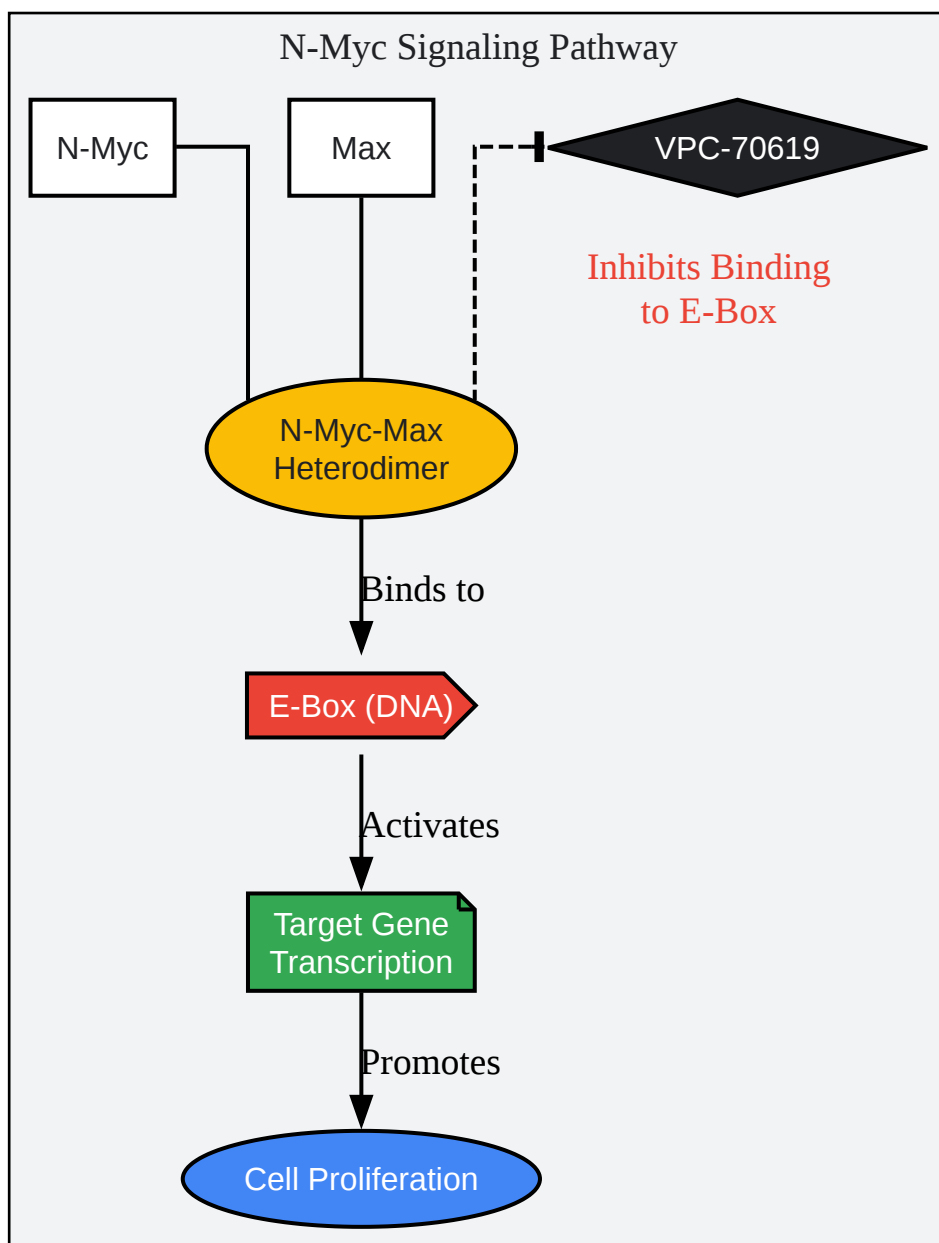 N-Myc Signaling Pathway
N-Myc
Max
VPC-70619
Inhibits Binding
to E-Box
N-Myc-Max
Heterodimer
Binds to
E-Box (DNA)
Activates
Target Gene
Transcription
Promotes
Cell Proliferation